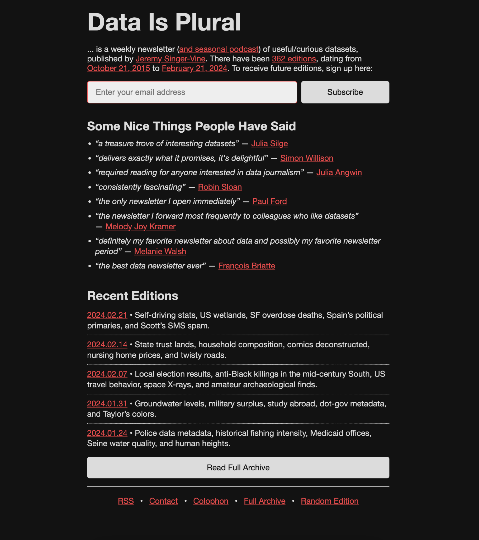 Data Is Plural
... is a weekly newsletter (and seasonal podcast) of useful/curious datasets,
published by Jeremy Singer-Vine. There have been 362 editions, dating from
October 21, 2015 to February 21, 2024. To receive future editions, sign up here:
Enter your email address
Subscribe
Some Nice Things People Have Said
• “a treasure trove of interesting datasets” — Julia Silge
• “delivers exactly what it promises, it's delightful” — Simon Willison
• “required reading for anyone interested in data journalism” — Julia Angwin
• “consistently fascinating” — Robin Sloan
• “the only newsletter I open immediately” — Paul Ford
• “the newsletter I forward most frequently to colleagues who like datasets”
— Melody Joy Kramer
• “definitely my favorite newsletter about data and possibly my favorite newsletter
period” — Melanie Walsh
• “the best data newsletter ever” — François Briatte
Recent Editions
2024.02.21 • Self-driving stats, US wetlands, SF overdose deaths, Spain's political
primaries, and Scott's SMS spam.
2024.02.14 • State trust lands, household composition, comics deconstructed,
nursing home prices, and twisty roads.
2024.02.07 • Local election results, anti-Black killings in the mid-century South, US
travel behavior, space X-rays, and amateur archaeological finds.
2024.01.31 • Groundwater levels, military surplus, study abroad, dot-gov metadata,
and Taylor's colors.
2024.01.24 • Police data metadata, historical fishing intensity, Medicaid offices,
Seine water quality, and human heights.
Read Full Archive
RSS • Contact • Colophon • Full Archive • Random Edition